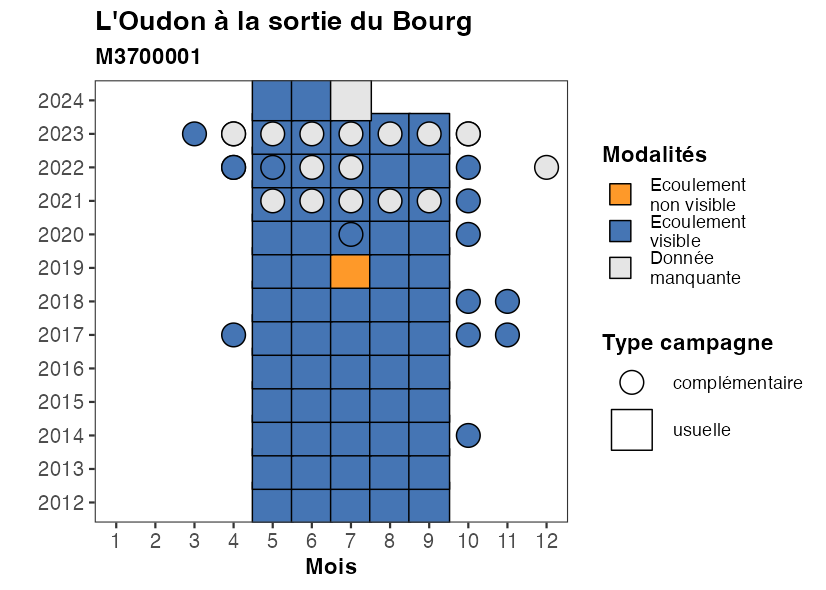 L'Oudon à la sortie du Bourg
M3700001
2024
2023
2022
2021
2020
2019
2018
2017
2016
2015
2014
2013
2012
1 2 3 4 5 6 7 8 9 10 11 12
Mois
Modalités
Ecoulement
non visible
Ecoulement
visible
Donnée
manquante
Type campagne
complémentaire
usuelle